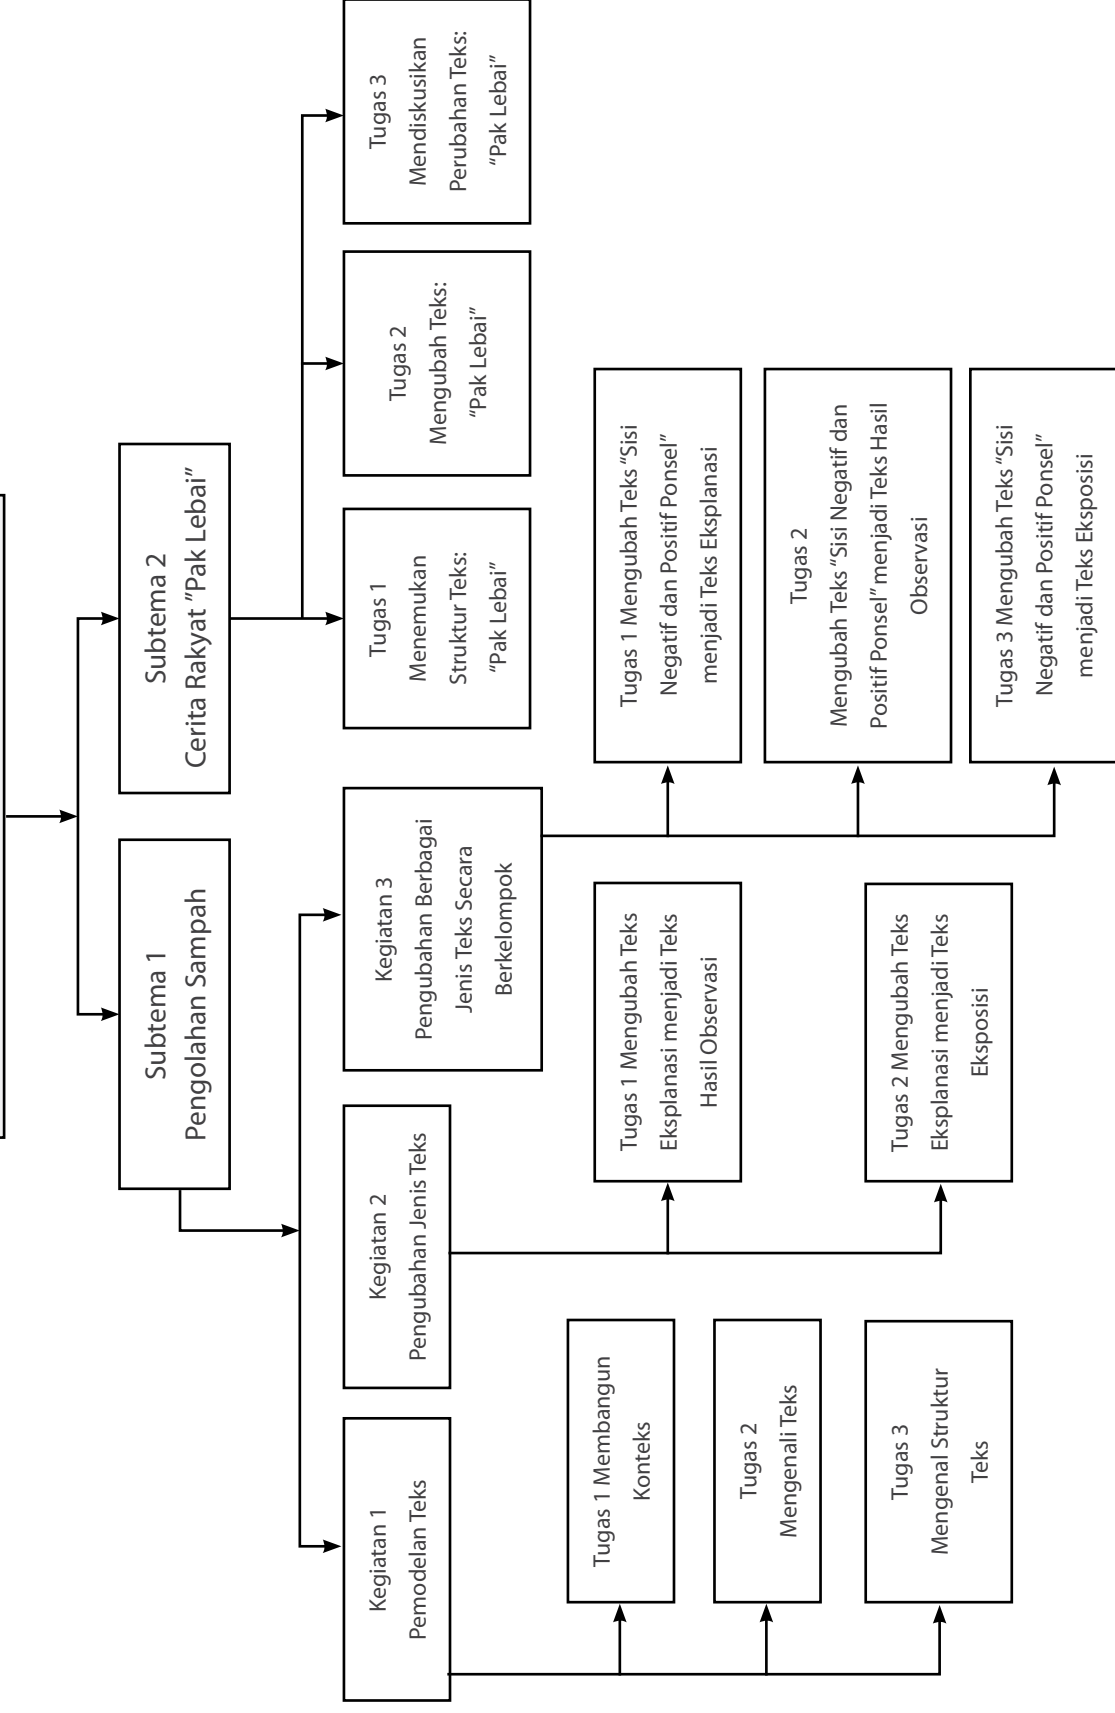 Subtema 1
Pengolahan Sampah
Subtema 2
Cerita Rakyat “Pak Lebai”
Kegiatan 1
Pemodelan Teks
Kegiatan 2
Pengubahan Jenis Teks
Kegiatan 3
Pengubahan Berbagai
Jenis Teks Secara
Berkelompok
Tugas 1
Menemukan
Struktur Teks:
“Pak Lebai”
Tugas 2
Mengubah Teks:
“Pak Lebai”
Tugas 3
Mendiskusikan
Perubahan Teks:
“Pak Lebai”
Tugas 1 Membangun
Konteks
Tugas 2
Mengenali Teks
Tugas 3
Mengenal Struktur
Teks
Tugas 1 Mengubah Teks
Eksplanasi menjadi Teks
Hasil Observasi
Tugas 2 Mengubah Teks
Eksplanasi menjadi Teks
Eksposisi
Tugas 1 Mengubah Teks “Sisi
Negatif dan Positif Ponsel”
menjadi Teks Eksplanasi
Tugas 2
Mengubah Teks “Sisi Negatif dan
Positif Ponsel” menjadi Teks Hasil
Observasi
Tugas 3 Mengubah Teks “Sisi
Negatif dan Positif Ponsel”
menjadi Teks Eksposisi